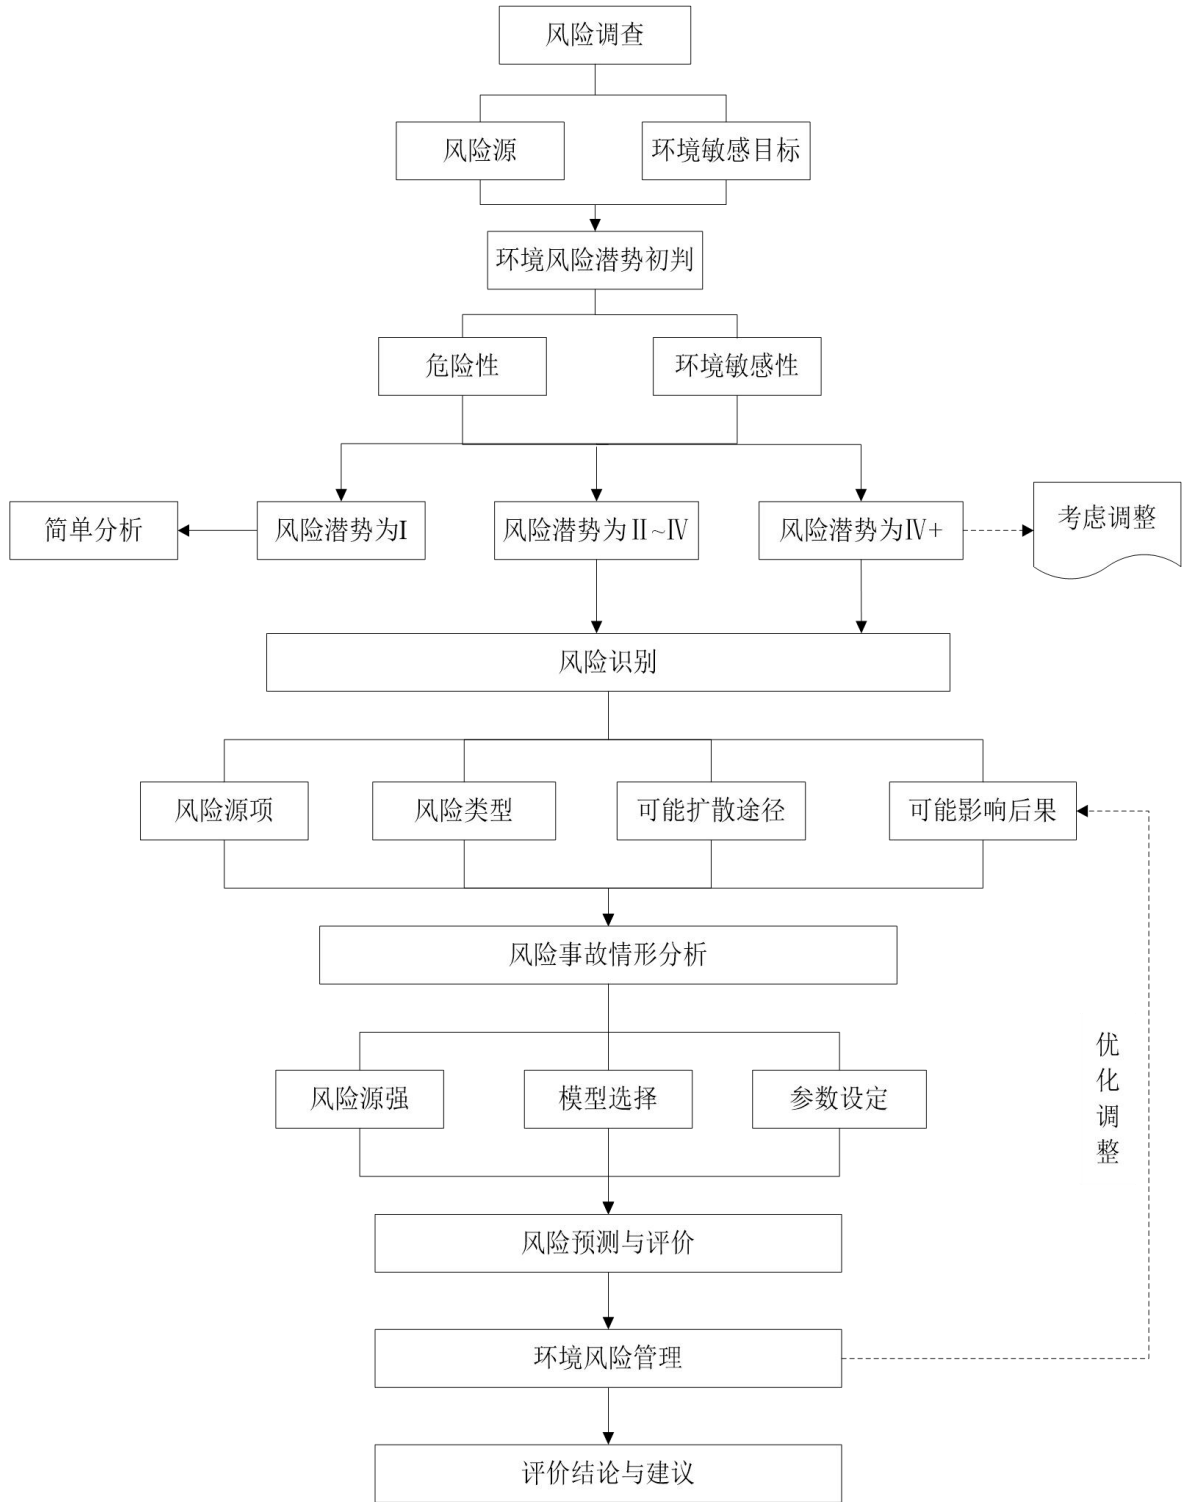 风险调查
风险源
环境敏感目标
环境风险潜势初判
危险性
环境敏感性
简单分析
风险潜势为Ⅰ
风险潜势为Ⅱ~Ⅳ
风险潜势为Ⅳ+
考虑调整
风险识别
风险源项
风险类型
可能扩散途径
可能影响后果
风险事故情形分析
风险源强
模型选择
参数设定
优化调整
风险预测与评价
环境风险管理
评价结论与建议